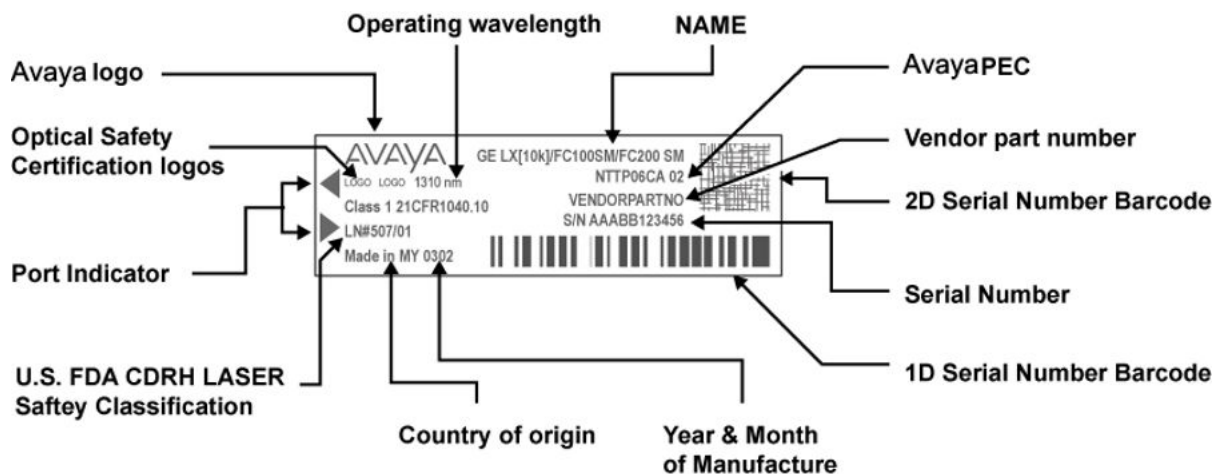 Operating wavelength
NAME
Avaya logo
AvayaPEC
Optical Safety
Certification logos
Vendor part number
2D Serial Number Barcode
Port Indicator
Serial Number
U.S. FDA CDRH LASER
Saftey Classification
1D Serial Number Barcode
Country of origin
Year & Month
of Manufacture
AVAYA
LOGO LOGO 1310 nm
Class 1 21CFR1040.10
LN#507/01
Made in MY 0302
GE LX[10k]/FC100SM/FC200 SM
NTTP06CA 02
VENDORPARTNO
S/N AAABB123456